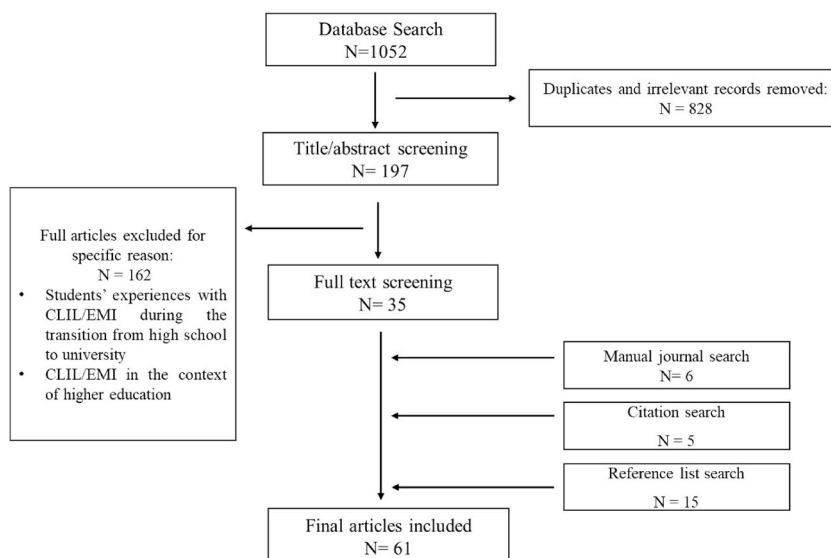 Database Search
N=1052
Duplicates and irrelevant records removed:
N = 828
Title/abstract screening
N= 197
Full articles excluded for
specific reason:
N = 162
• Students’ experiences with
CLIL/EMI during the
transition from high school
to university
• CLIL/EMI in the context
of higher education
Full text screening
N= 35
Manual journal search
N= 6
Citation search
N = 5
Reference list search
N = 15
Final articles included
N= 61